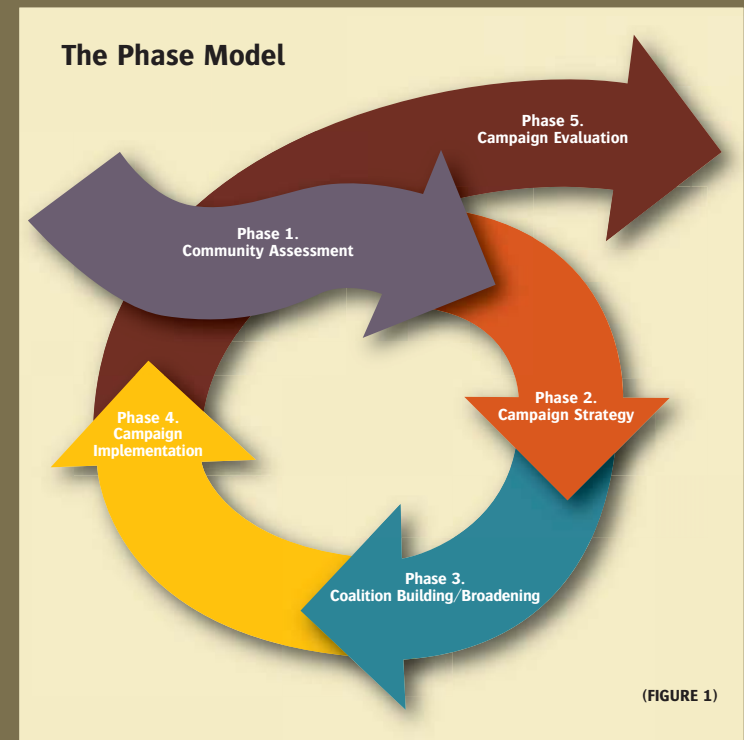 The Phase Model
Phase 1.
Community Assessment
Phase 2.
Campaign Strategy
Phase 3.
Coalition Building/Broadening
Phase 4.
Campaign
Implementation
Phase 5.
Campaign Evaluation
(FIGURE 1)